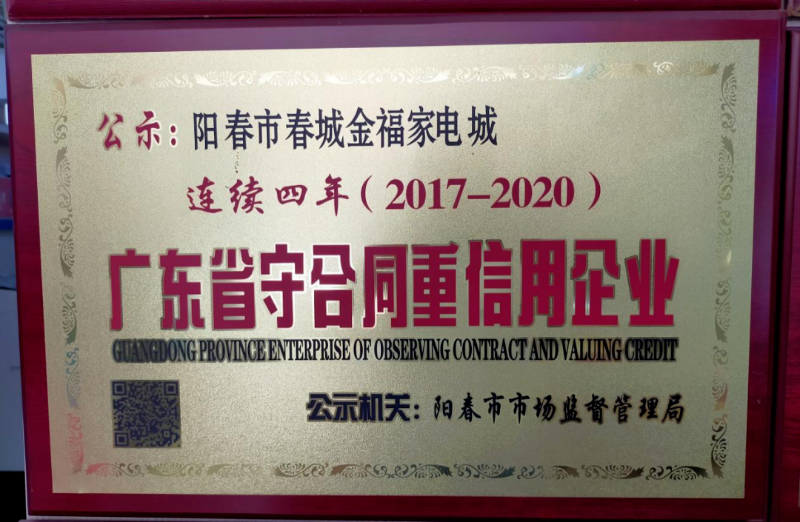 公示：阳春市春城金福家电城
连续四年（2017-2020）
广东省守合同重信用企业
GUANGDONG PROVINCE ENTERPRISE OF OBSERVING CONTRACT AND VALUING CREDIT
公示机关：阳春市市场监督管理局